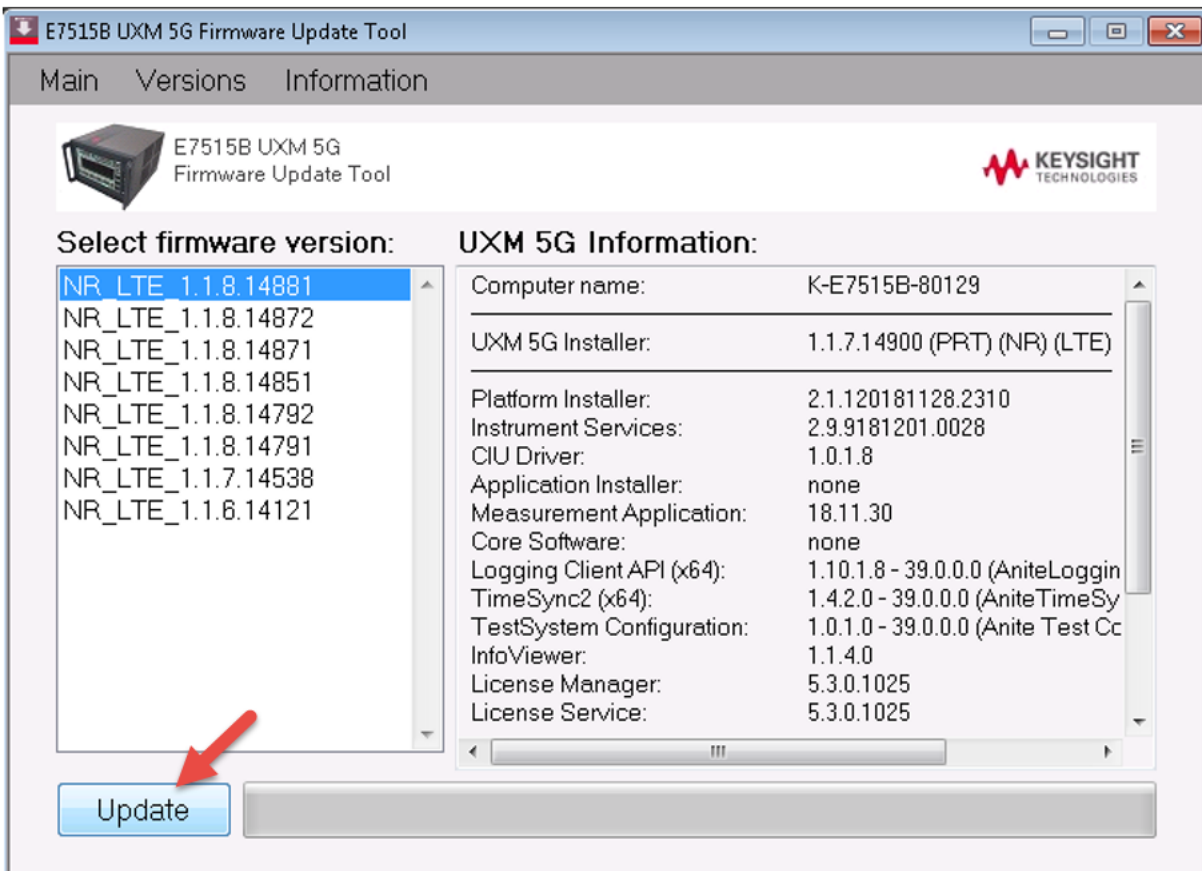 E7515B UXM 5G Firmware Update Tool
Main Versions Information
E7515B UXM 5G
Firmware Update Tool
KEYSIGHT
TECHNOLOGIES
Select firmware version:
NR_LTE_1.1.8.14881
NR_LTE_1.1.8.14872
NR_LTE_1.1.8.14871
NR_LTE_1.1.8.14851
NR_LTE_1.1.8.14792
NR_LTE_1.1.8.14791
NR_LTE_1.1.7.14538
NR_LTE_1.1.6.14121
UXM 5G Information:
Computer name: K-E7515B-80129
UXM 5G Installer: 1.1.7.14900 (PRT) (NR) (LTE)
Platform Installer: 2.1.120181128.2310
Instrument Services: 2.9.9181201.0028
CIU Driver: 1.0.1.8
Application Installer: none
Measurement Application: 18.11.30
Core Software: none
Logging Client API (x64): 1.10.1.8 - 39.0.0.0 (AniteLoggin
TimeSync2 (x64): 1.4.2.0 - 39.0.0.0 (AniteTimeSy
TestSystem Configuration: 1.0.1.0 - 39.0.0.0 (Anite Test Cc
InfoViewer: 1.1.4.0
License Manager: 5.3.0.1025
License Service: 5.3.0.1025
Update